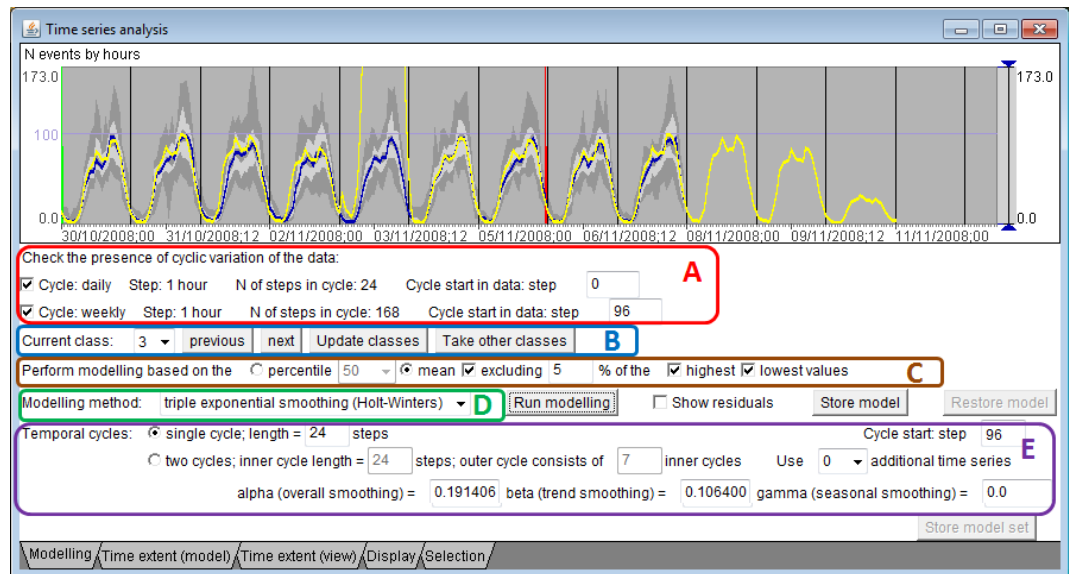 Time series analysis
N events by hours
173.0
173.0
100
0.0
0.0
30/10/2008;00 31/10/2008;12 02/11/2008;00 03/11/2008;12 05/11/2008;00 06/11/2008;12 08/11/2008;00 09/11/2008;12 11/11/2008;00
Check the presence of cyclic variation of the data:
A
Cycle: daily Step: 1 hour N of steps in cycle: 24 Cycle start in data: step 0
Cycle: weekly Step: 1 hour N of steps in cycle: 168 Cycle start in data: step 96
Current class: 3 previous next Update classes Take other classes B
Perform modelling based on the percentile 50 mean excluding 5 % of the highest lowest values C
Modelling method: triple exponential smoothing (Holt-Winters) D Run modelling Show residuals Store model Restore model
Temporal cycles: single cycle; length = 24 steps Cycle start: step 96 E
two cycles; inner cycle length = 24 steps; outer cycle consists of 7 inner cycles Use 0 additional time series
alpha (overall smoothing) = 0.191406 beta (trend smoothing) = 0.106400 gamma (seasonal smoothing) = 0.0
Store model set
Modelling Time extent (model) Time extent (view) Display Selection